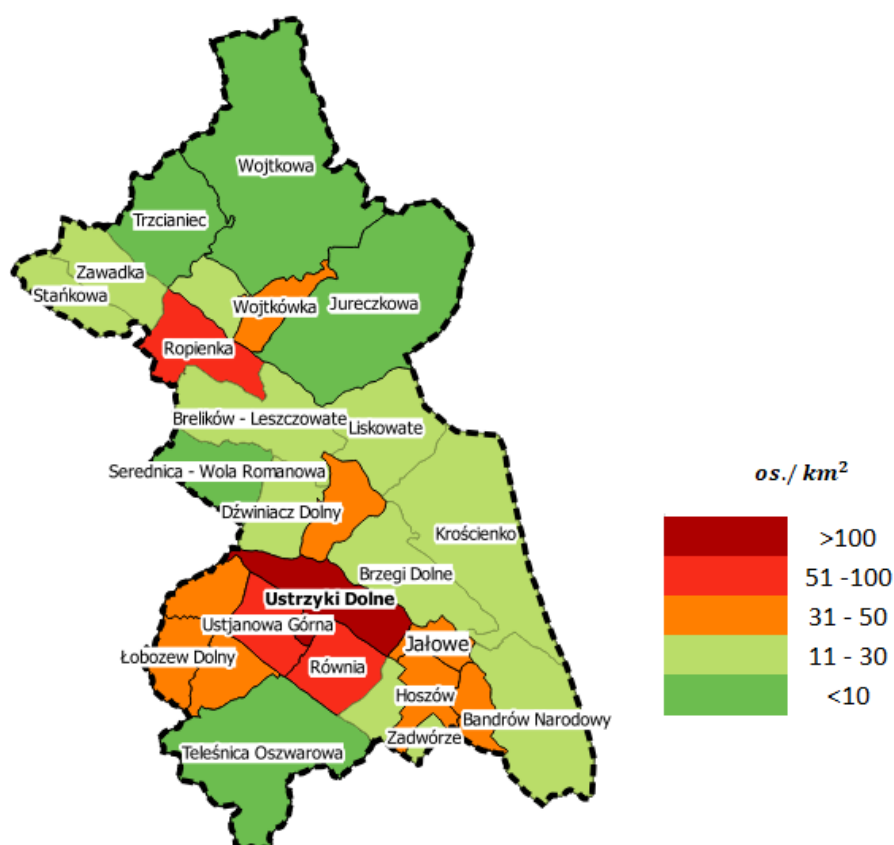 Wojtkowa
Trzcianiec
Zawadka
Stańkowa
Wojtkówka
Jureczkowa
Ropienka
Brelików - Leszczowate
Liskowate
Serednica - Wola Romanowa
Dźwiniacz Dolny
Krościenko
Brzegi Dolne
Ustrzyki Dolne
Ustjanowa Górna
Jałowe
Łobozew Dolny
Równia
Hoszów
Bandrów Narodowy
Zadwórze
Teleśnica Oszwarowa
os./ km²
>100
51 -100
31 - 50
11 - 30
<10